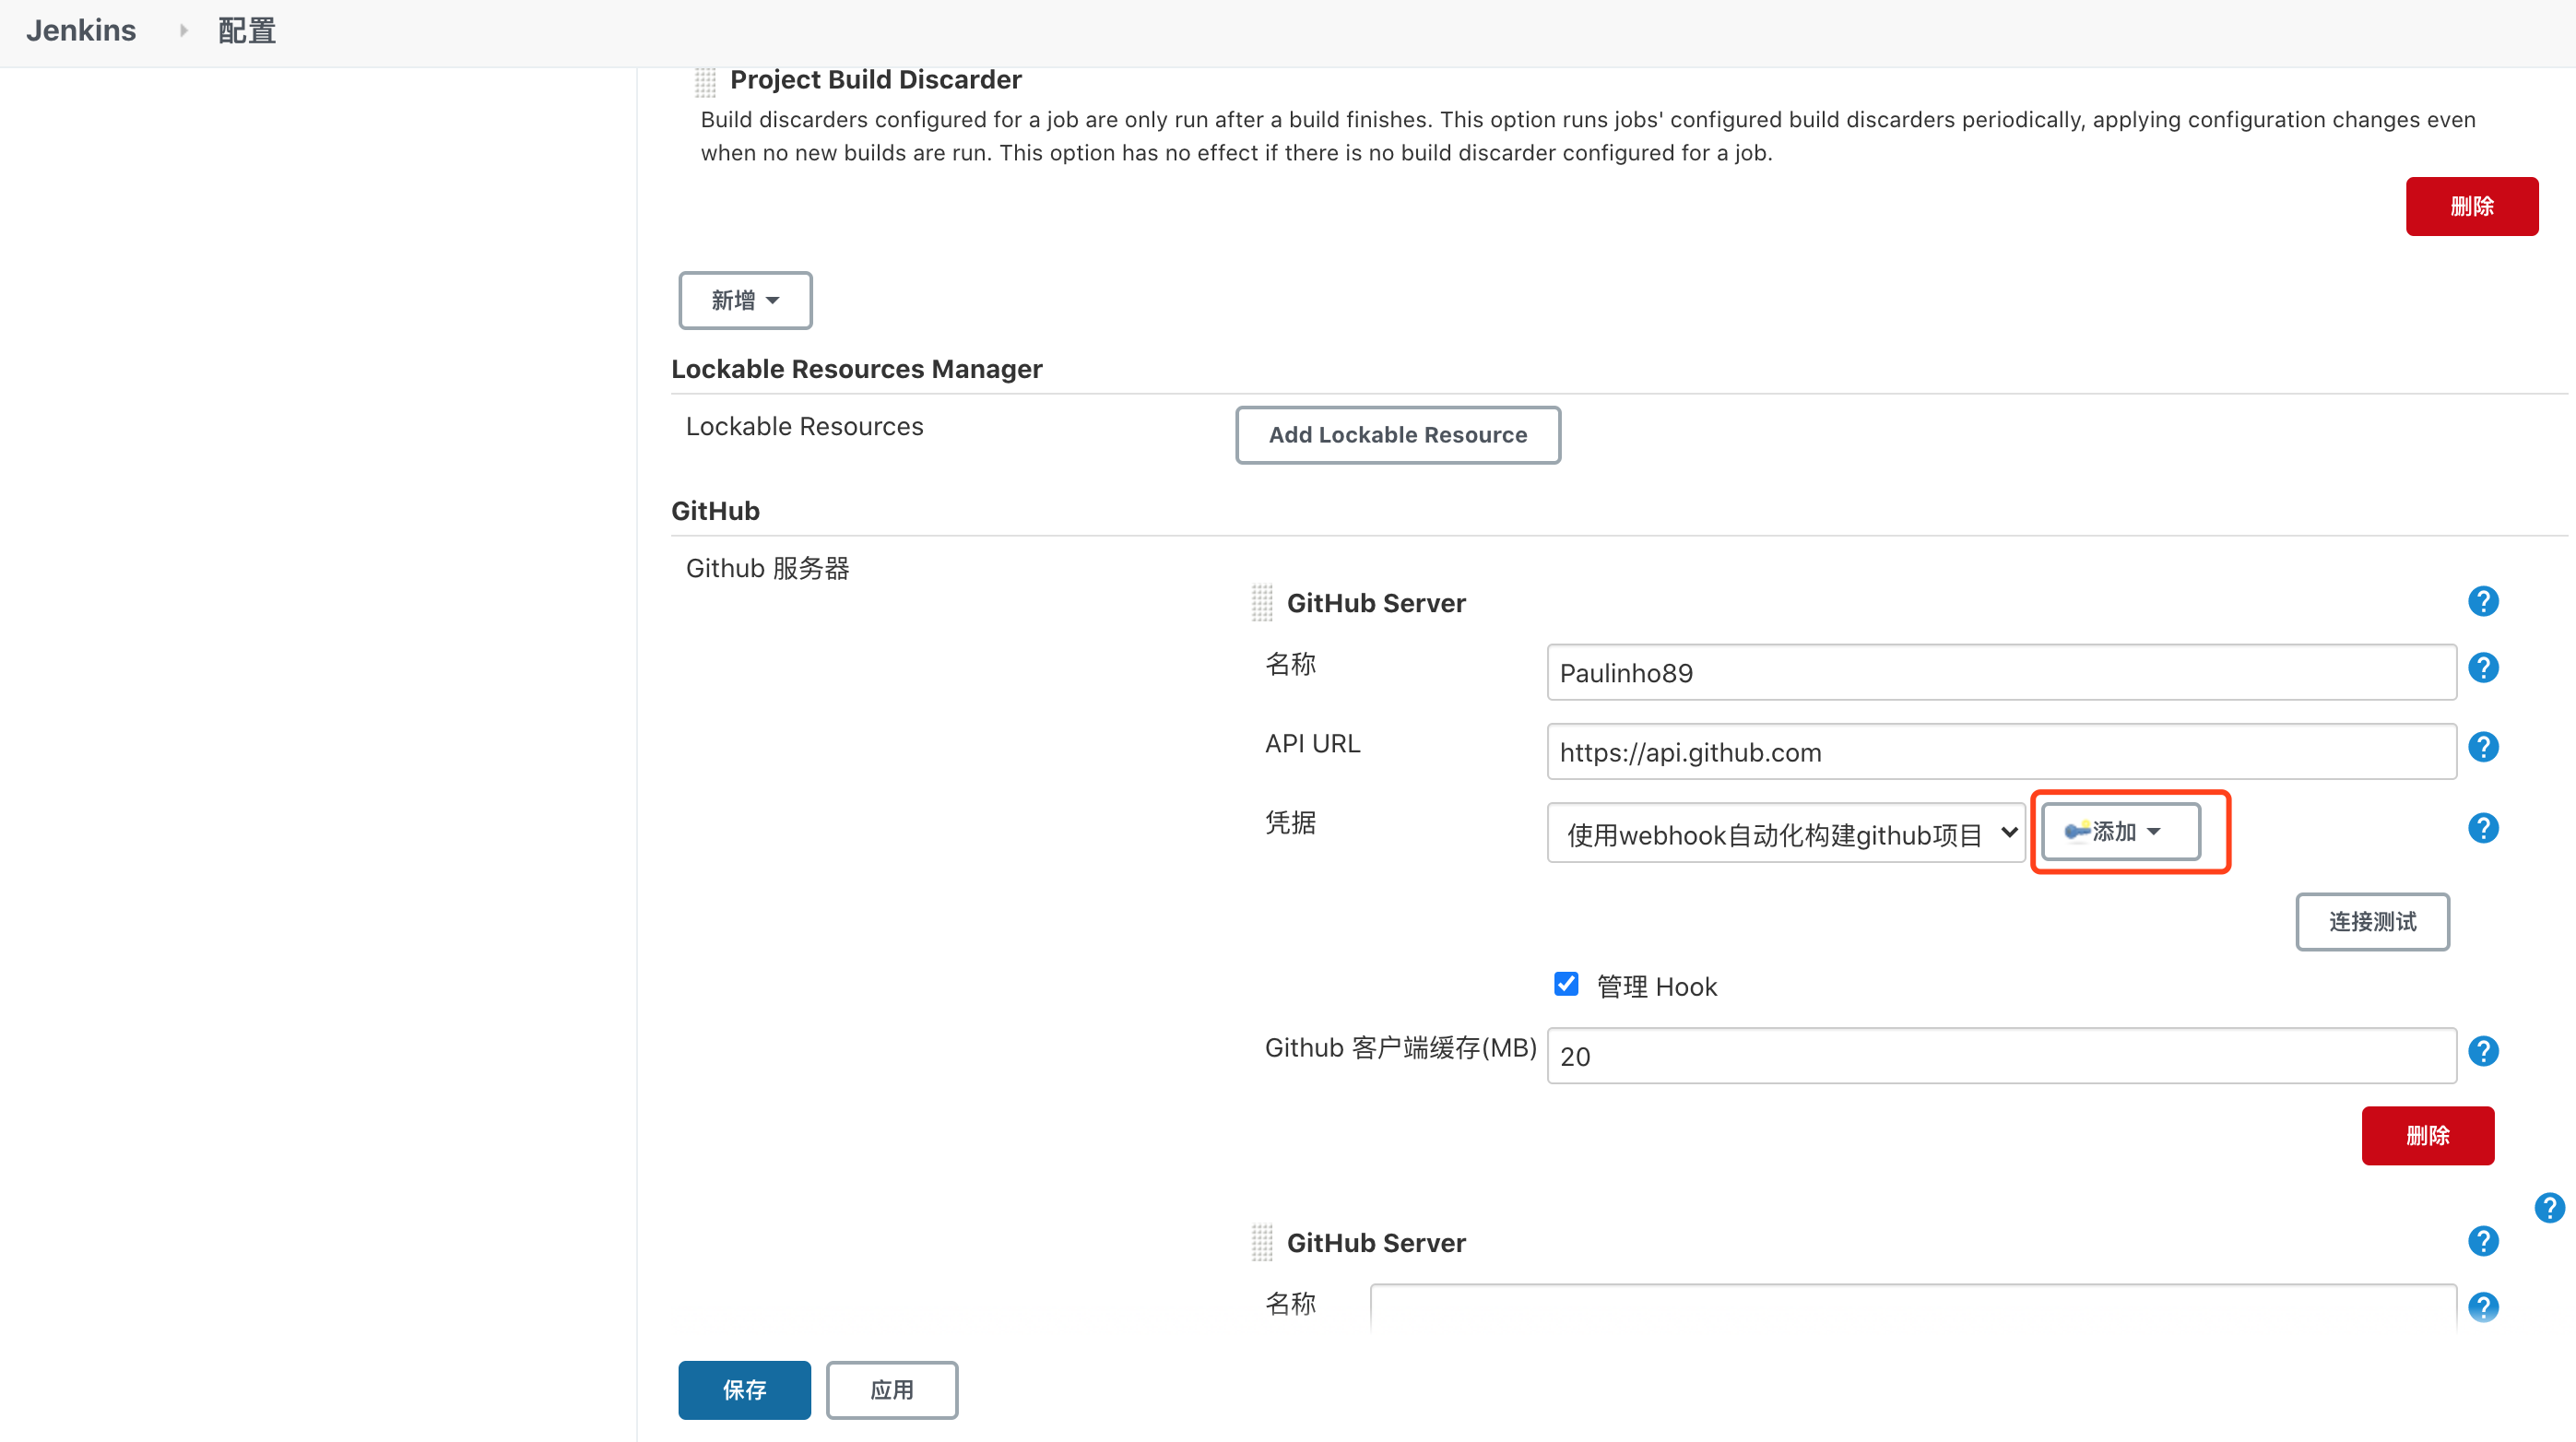 Jenkins 配置
Project Build Discarder
Build discarders configured for a job are only run after a build finishes. This option runs jobs' configured build discarders periodically, applying configuration changes even
when no new builds are run. This option has no effect if there is no build discarder configured for a job.
删除
新增
Lockable Resources Manager
Lockable Resources
Add Lockable Resource
GitHub
Github 服务器
GitHub Server
?
名称
Paulinho89
?
API URL
https://api.github.com
?
凭据
使用webhook自动化构建github项目
添加
?
连接测试
管理 Hook
Github 客户端缓存(MB)
20
?
删除
?
GitHub Server
?
名称
?
保存
应用